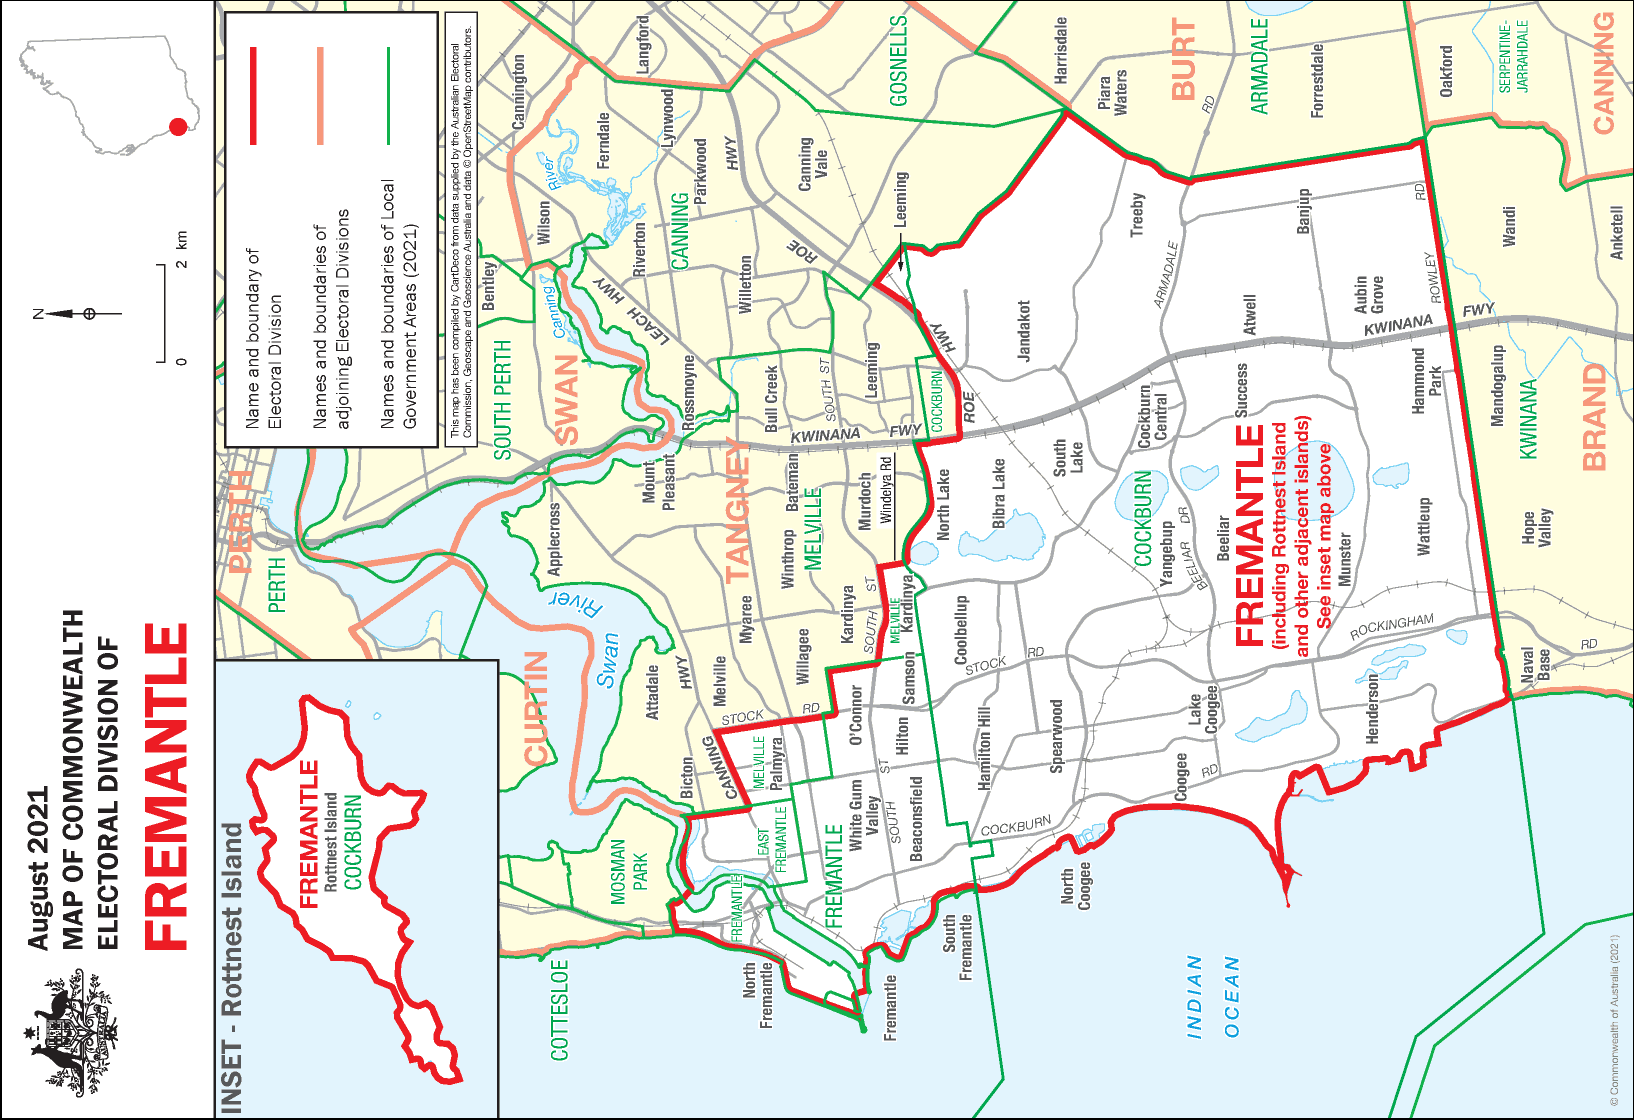 August 2021
MAP OF COMMONWEALTH
ELECTORAL DIVISION OF
FREMANTLE
N
0
2 km
Name and boundary of
Electoral Division
Names and boundaries of
adjoining Electoral Divisions
Names and boundaries of Local
Government Areas (2021)
This map has been compiled by CartDeco from data supplied by the Australian Electoral
Commission, Geoscape and Geoscience Australia and data © OpenStreetMap contributors.
INSET - Rottnest Island
FREMANTLE
Rottnest Island
COCKBURN
PERTH
PERTH
SOUTH PERTH
Bentley
Cannington
Wilson
River
Canning
SWAN
CURTIN
COTTESLOE
MOSMAN
PARK
Swan
River
Applecross
Attadale
HWY
Melville
STOCK
RD
Bicton
CANNING
Mount
Pleasant
Rossmoyne
LEACH
HWY
Riverton
CANNING
Ferndale
Langford
Lynwood
Parkwood
HWY
Willetton
ROE
Canning
Vale
GOSNELLS
Leeming
TANGNEY
Myaree
Willagee
Winthrop
MELVILLE
Bateman
Bull Creek
KWINANA
FWY
SOUTH ST
Leeming
Murdoch
Windelya Rd
Kardinya
SOUTH
ST
MELVILLE
Kardinya
MELVILLE
Palmyra
EAST
FREMANTLE
FREMANTLE
North
Fremantle
FREMANTLE
White Gum
Valley
O'Connor
Hilton
Samson
SOUTH
ST
Beaconsfield
Fremantle
South
Fremantle
COCKBURN
HWY
ROE
North Lake
Bibra Lake
Jandakot
South
Lake
Coolbellup
STOCK
RD
Hamilton Hill
COCKBURN
RD
Spearwood
North
Coogee
Coogee
Lake
Coogee
COCKBURN
Yangebup
BEELIAR
DR
Beeliar
Cockburn
Central
Success
Atwell
Treeby
ARMADALE
RD
Banjup
Aubin
Grove
KWINANA
FWY
ROWLEY
RD
Hammond
Park
FREMANTLE
(including Rottnest Island
and other adjacent islands)
See inset map above
Munster
Wattleup
ROCKINGHAM
RD
Henderson
Naval
Base
Hope
Valley
KWINANA
Mandogalup
BRAND
Wandi
Anketell
Harrisdale
Piara
Waters
BURT
ARMADALE
Forrestdale
Oakford
SERPENTINE-
JARRAHDALE
CANNING
INDIAN
OCEAN
© Commonwealth of Australia (2021)